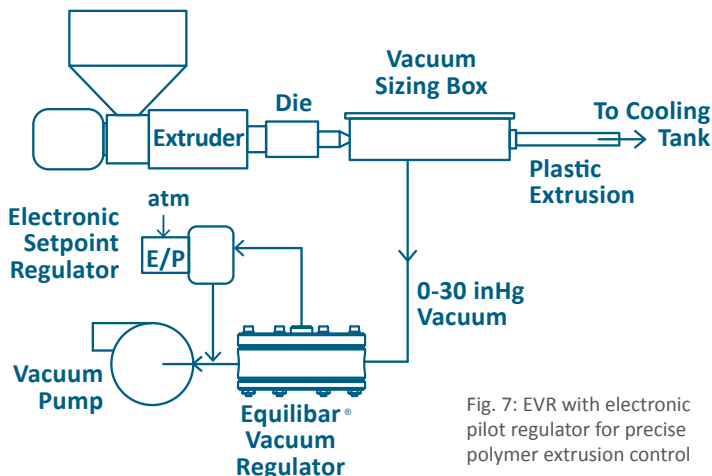 Vacuum
Sizing Box
Die
To Cooling
Tank
Extruder
Plastic
Extrusion
atm
Electronic
Setpoint
Regulator
E/P
0-30 inHg
Vacuum
Vacuum
Pump
Equilibar®
Vacuum
Regulator
Fig. 7: EVR with electronic
pilot regulator for precise
polymer extrusion control